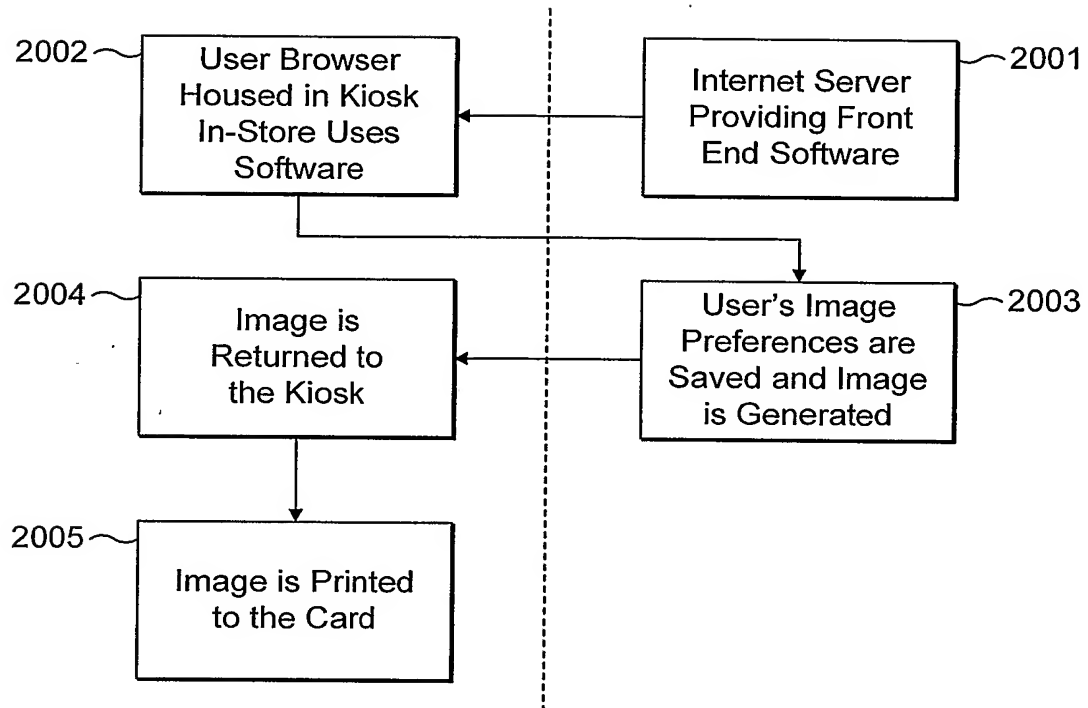 2002
User Browser
Housed in Kiosk
In-Store Uses
Software
2001
Internet Server
Providing Front
End Software
2004
Image is
Returned to
the Kiosk
2003
User's Image
Preferences are
Saved and Image
is Generated
2005
Image is Printed
to the Card